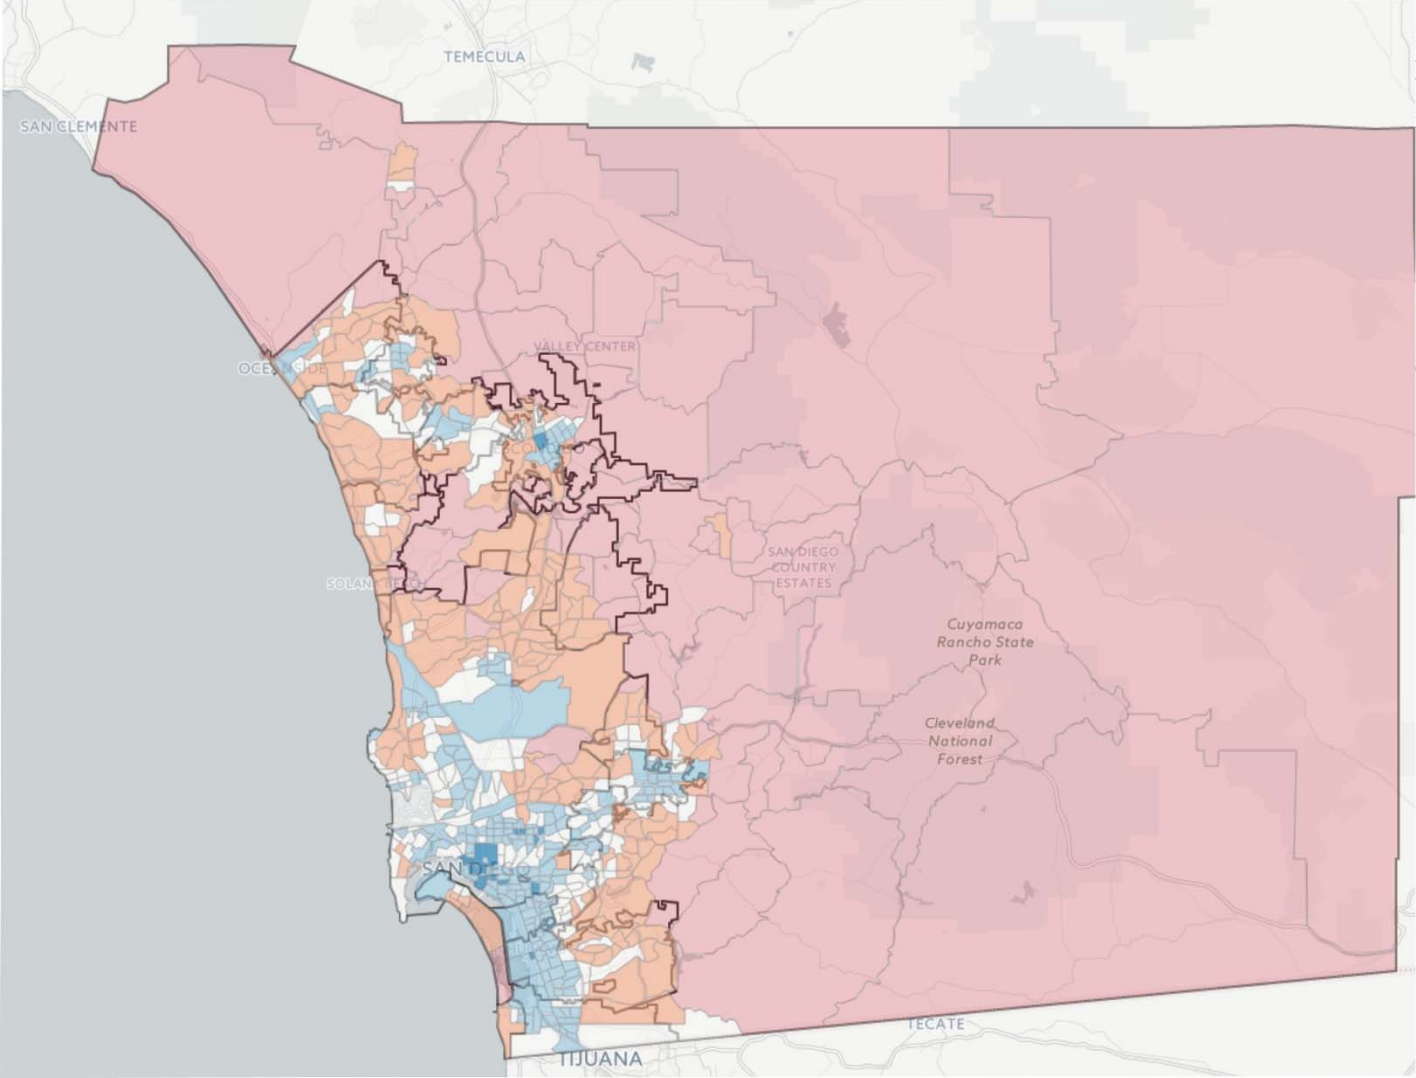 TEMECULA
SAN CLEMENTE
VALLEY CENTER
OCEANSIDE
SAN DIEGO
COUNTRY
ESTATES
Cuyamaca
Rancho State
Park
Cleveland
National
Forest
SAN DIEGO
TECATE
TIJUANA